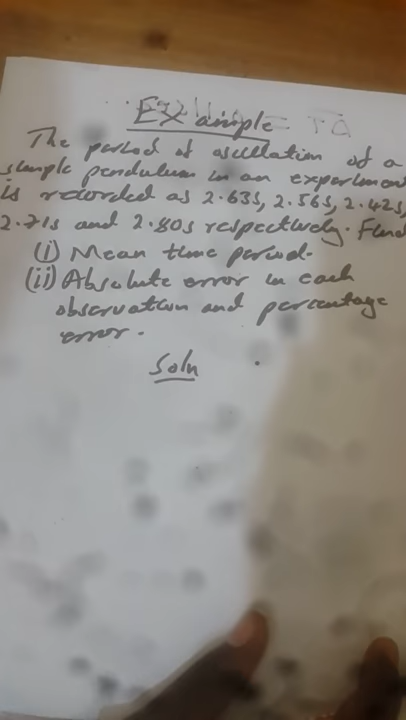 Example
The period of oscillation of a
simple pendulum in an experiment
is recorded as 2.63s, 2.56s, 2.42s,
2.71s and 2.80s respectively. Find
(i) Mean time period.
(ii) Absolute error in each
observation and percentage
error.
Soln